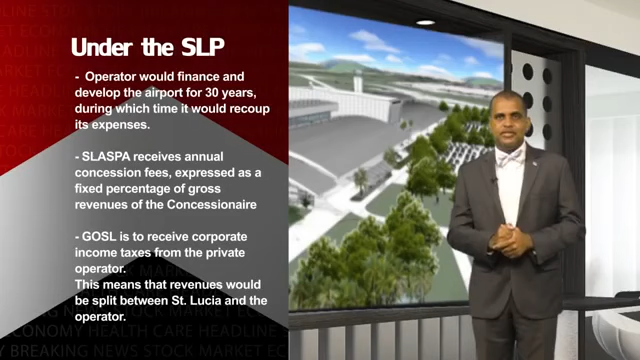 Under the SLP
- Operator would finance and
develop the airport for 30 years,
during which time it would recoup
its expenses.
- SLASPA receives annual
concession fees, expressed as a
fixed percentage of gross
revenues of the Concessionaire
- GOSL is to receive corporate
income taxes from the private
operator.
This means that revenues would
be split between St. Lucia and the
operator.